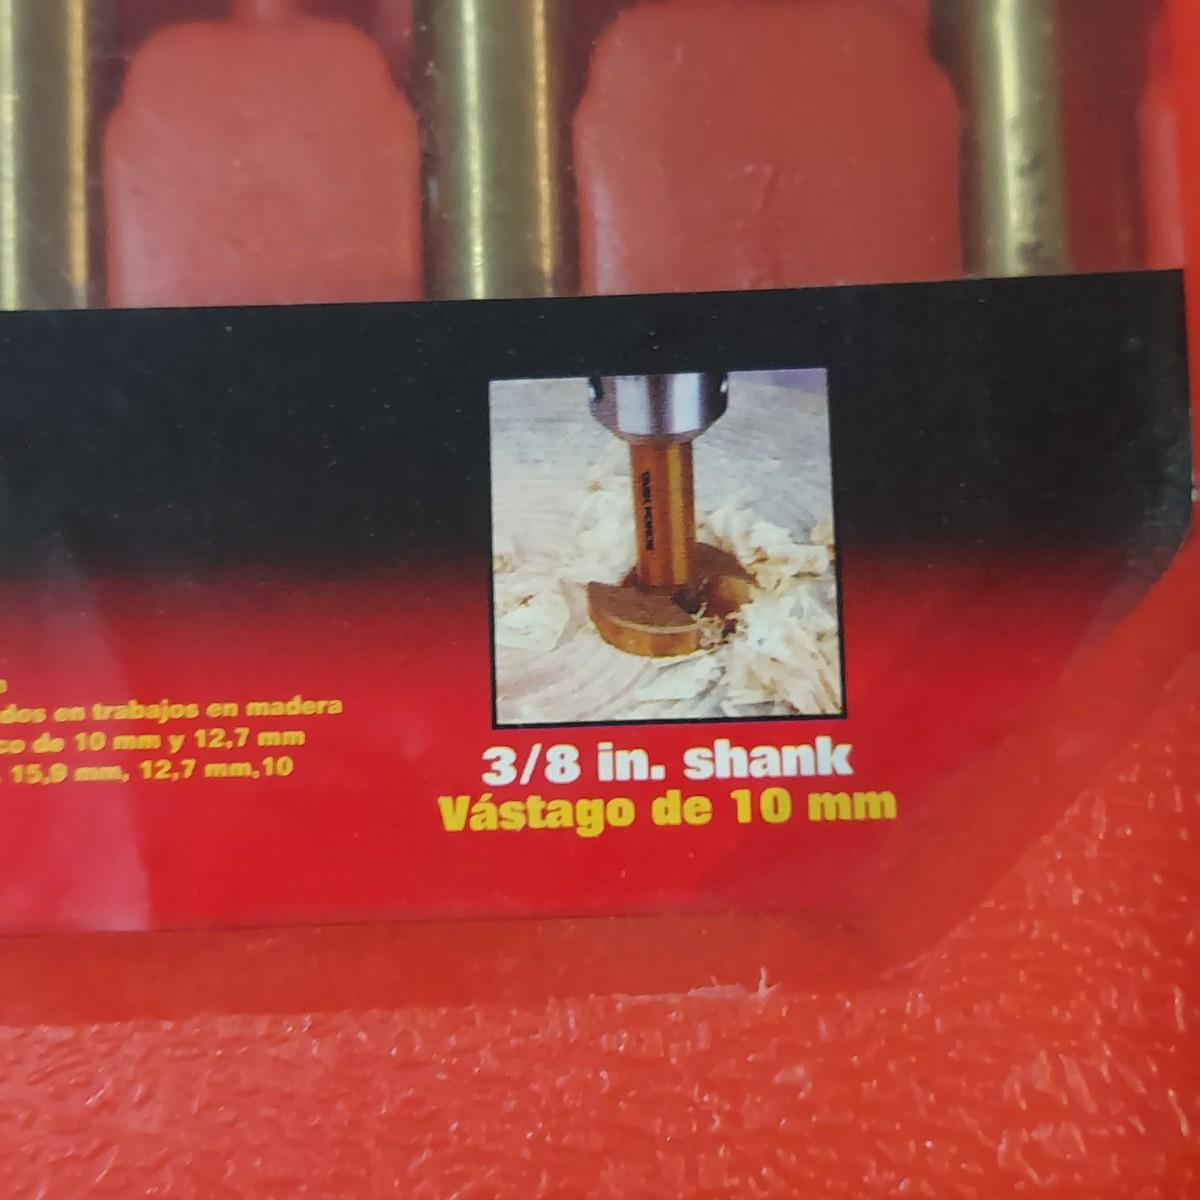 dos en trabajos en madera
co de 10 mm y 12,7 mm
15,9 mm, 12,7 mm,10
3/8 in. shank
Vástago de 10 mm